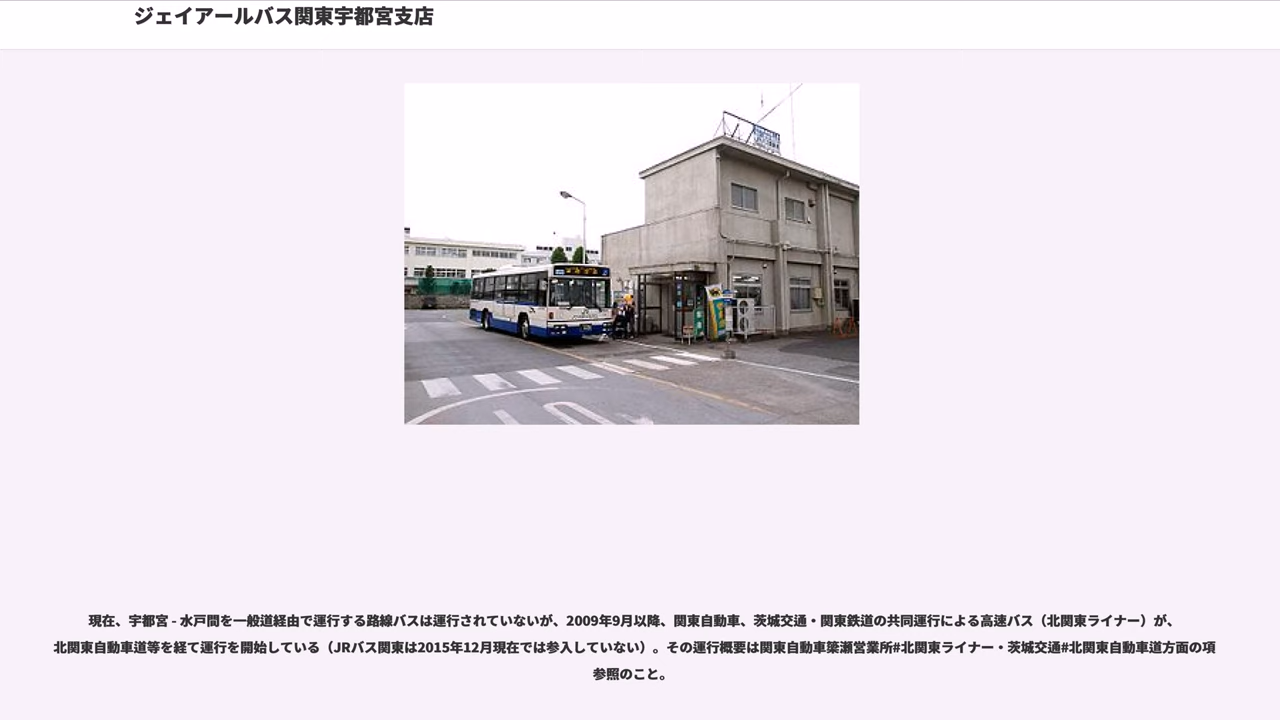 ジェイアールバス関東宇都宮支店
現在、宇都宮 - 水戸間を一般道経由で運行する路線バスは運行されていないが、2009年9月以降、関東自動車、茨城交通・関東鉄道の共同運行による高速バス（北関東ライナー）が、
北関東自動車道等を経て運行を開始している（JRバス関東は2015年12月現在では参入していない）。その運行概要は関東自動車簗瀬営業所#北関東ライナー・茨城交通#北関東自動車道方面の項
参照のこと。